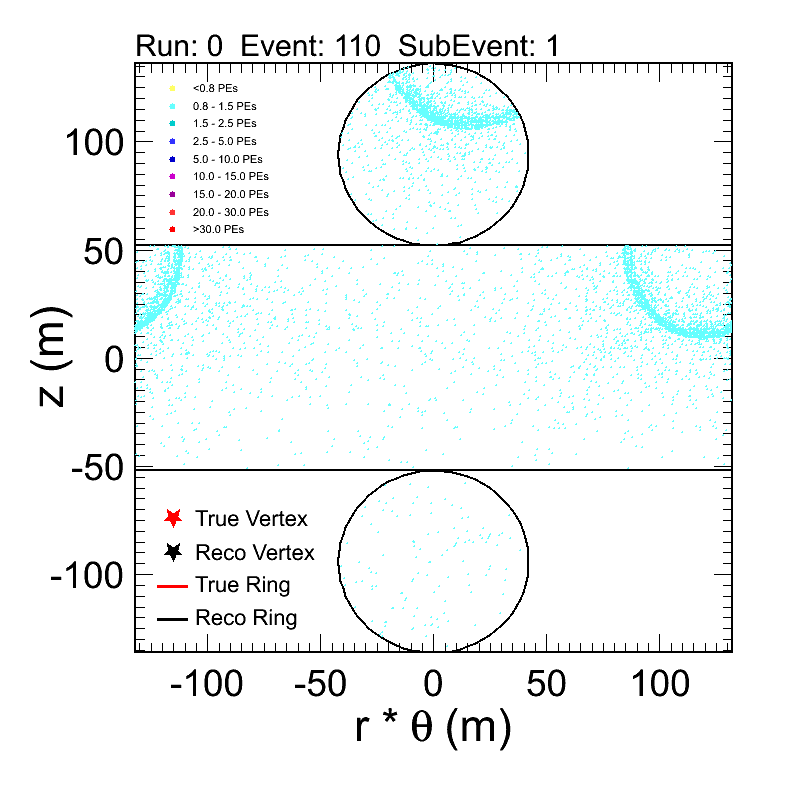 Run: 0  Event: 110  SubEvent: 1
<0.8 PEs
0.8 - 1.5 PEs
1.5 - 2.5 PEs
2.5 - 5.0 PEs
5.0 - 10.0 PEs
10.0 - 15.0 PEs
15.0 - 20.0 PEs
20.0 - 30.0 PEs
>30.0 PEs
100
50
0
-50
-100
z (m)
True Vertex
Reco Vertex
True Ring
Reco Ring
-100 -50 0 50 100
r * θ (m)